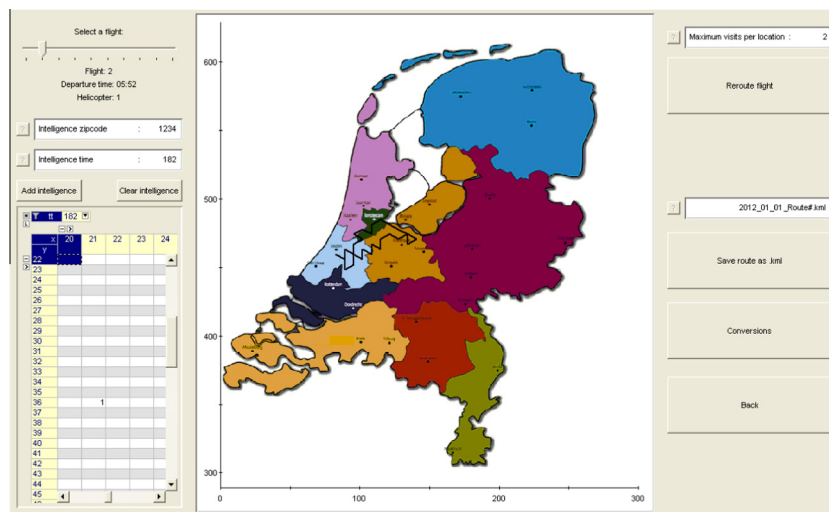 Select a flight:
Flight: 2
Departure time: 05:52
Helicopter: 1
? Intelligence zipcode : 1234
? Intelligence time : 182
Add intelligence Clear intelligence
tt 182
x 20 21 22 23 24
y
22
23
24
25
26
27
28
29
30
31
32
33
34
35
36 1
37
38
39
40
41
42
43
44
45
600
500
400
300
0 100 200 300
Amsterdam
Rotterdam
Dordrecht
Tilburg
? Maximum visits per location : 2
Reroute flight
? 2012_01_01_Route#.kml
Save route as .kml
Conversions
Back